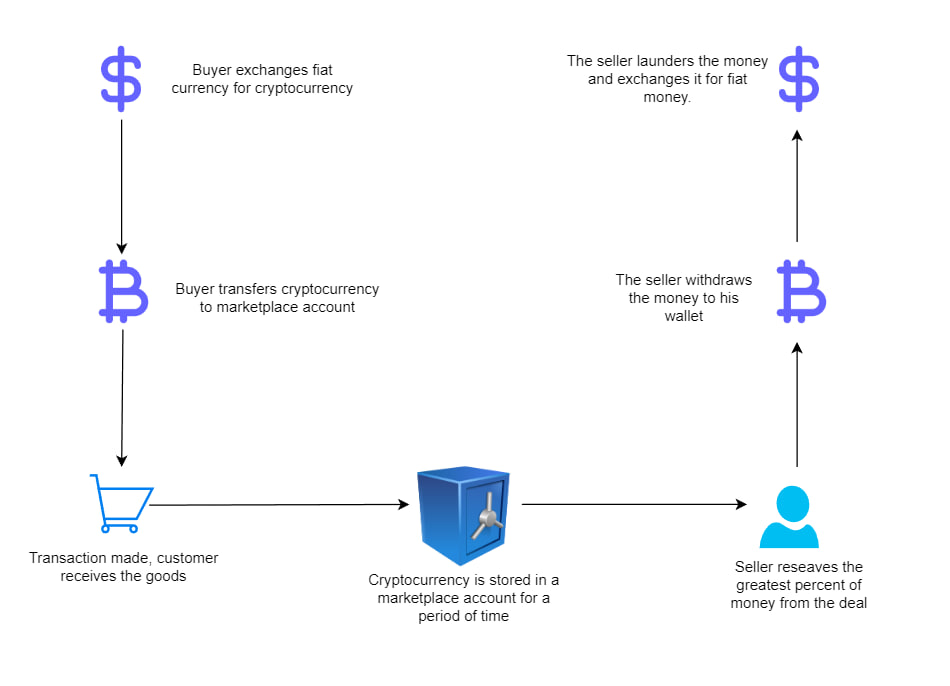 Buyer exchanges fiat
currency for cryptocurrency
The seller launders the money
and exchanges it for fiat
money.
Buyer transfers cryptocurrency
to marketplace account
The seller withdraws
the money to his
wallet
Transaction made, customer
receives the goods
Cryptocurrency is stored in a
marketplace account for a
period of time
Seller reseaves the
greatest percent of
money from the deal